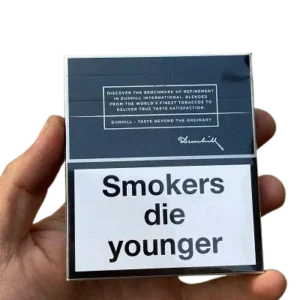 DISCOVER THE BENCHMARK OF REFINEMENT
IN DUNHILL INTERNATIONAL. BLENDED
FROM THE WORLD'S FINEST TOBACCOS TO
DELIVER TRUE TASTE SATISFACTION.
DUNHILL - TASTE BEYOND THE ORDINARY
Dunhill
Smokers
die
younger